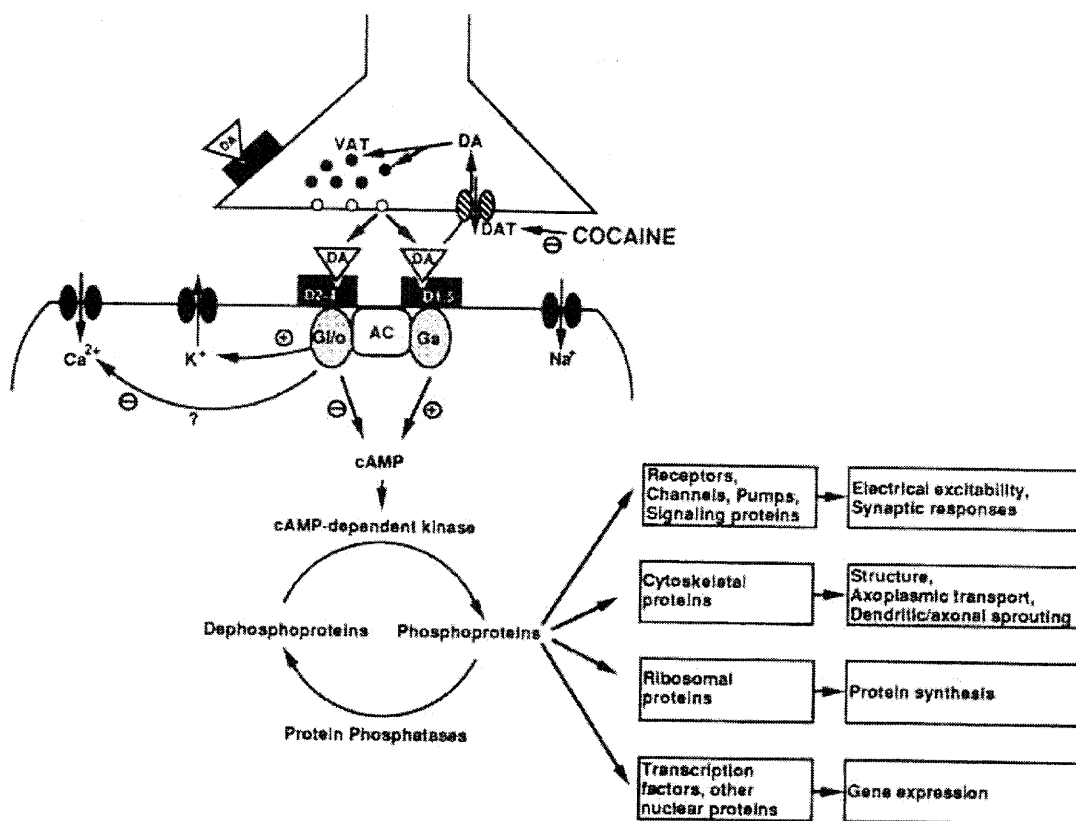 DA
VAT
DA
DAT
⊖
COCAINE
DA
DA
D1-5
Ca2+
K+
⊕
Gi/o
AC
Gs
Na+
⊖
?
⊖
⊕
cAMP
cAMP-dependent kinase
Dephosphoproteins
Phosphoproteins
Protein Phosphatases
Receptors,
Channels, Pumps,
Signaling proteins
Electrical excitability,
Synaptic responses
Cytoskeletal
proteins
Structure,
Axoplasmic transport,
Dendritic/axonal sprouting
Ribosomal
proteins
Protein synthesis
Transcription
factors, other
nuclear proteins
Gene expression